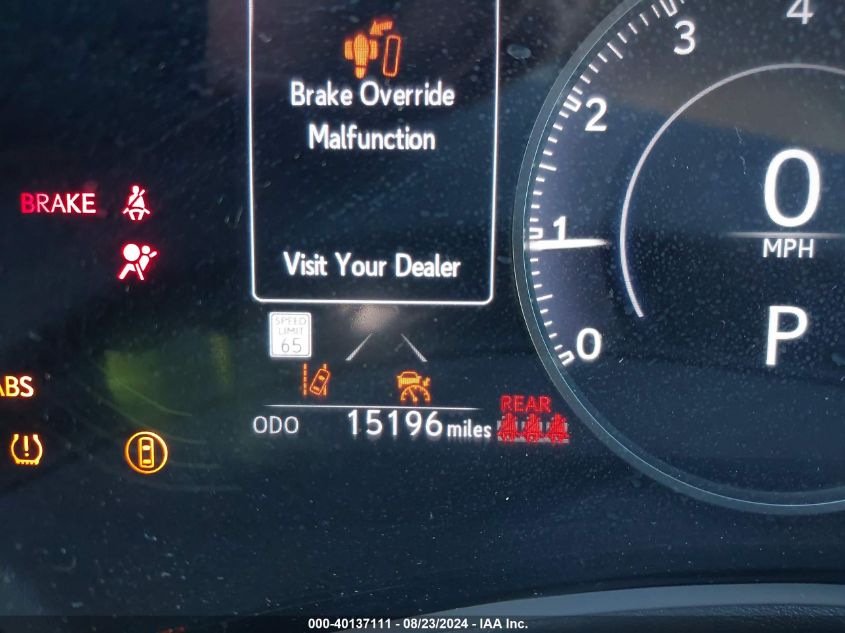 Brake Override
Malfunction
Visit Your Dealer
BRAKE
SPEED
LIMIT
65
ABS
ODO 15196 miles
REAR
0
1
2
3
4
0
MPH
P
000-40137111 - 08/23/2024 - IAA Inc.